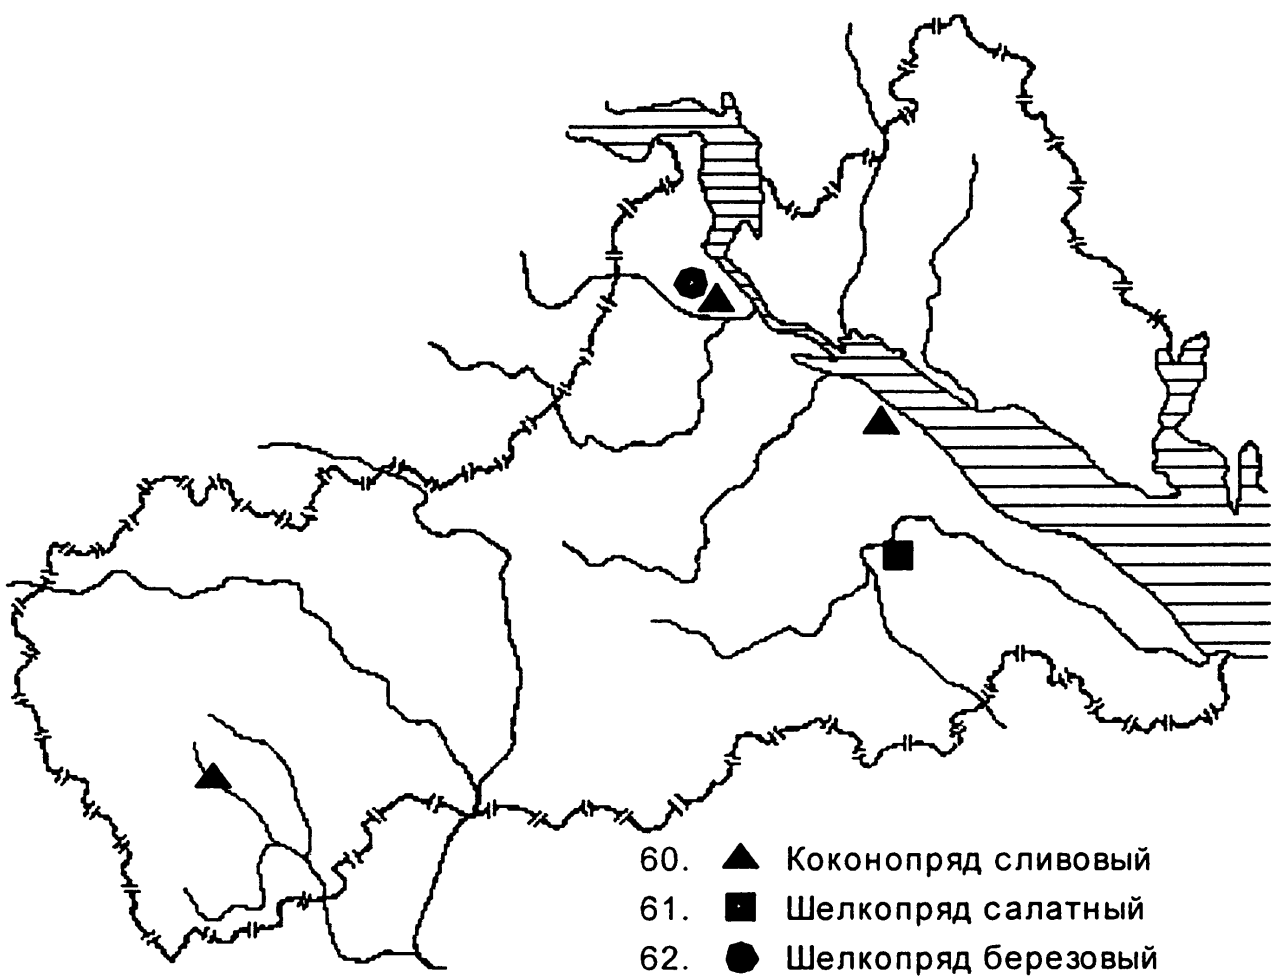 60. Коконопряд сливовый
61. Шелкопряд салатный
62. Шелкопряд березовый